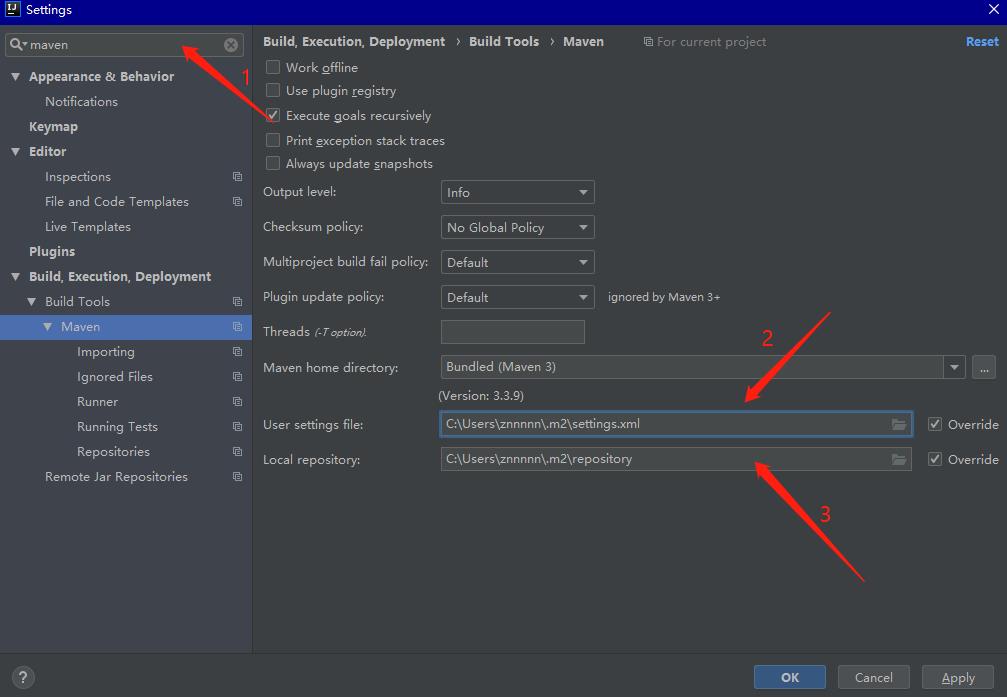 IJ Settings
maven
1
Appearance & Behavior
Notifications
Keymap
Editor
Inspections
File and Code Templates
Live Templates
Plugins
Build, Execution, Deployment
Build Tools
Maven
Importing
Ignored Files
Runner
Running Tests
Repositories
Remote Jar Repositories
Build, Execution, Deployment › Build Tools › Maven
For current project
Reset
Work offline
Use plugin registry
Execute goals recursively
Print exception stack traces
Always update snapshots
Output level: Info
Checksum policy: No Global Policy
Multiproject build fail policy: Default
Plugin update policy: Default ignored by Maven 3+
Threads (-T option).
2
Maven home directory: Bundled (Maven 3) ...
(Version: 3.3.9)
User settings file: C:\Users\znnnnn\.m2\settings.xml Override
Local repository: C:\Users\znnnnn\.m2\repository Override
3
? OK Cancel Apply